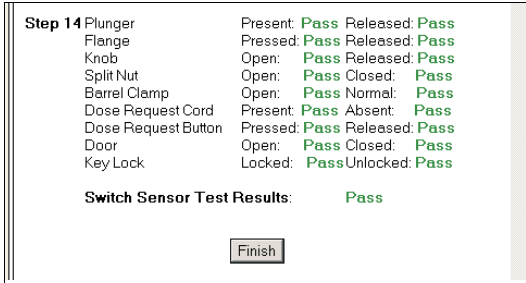 Step 14 Plunger Present: Pass Released: Pass
Flange Pressed: Pass Released: Pass
Knob Open: Pass Released: Pass
Split Nut Open: Pass Closed: Pass
Barrel Clamp Open: Pass Normal: Pass
Dose Request Cord Present: Pass Absent: Pass
Dose Request Button Pressed: Pass Released: Pass
Door Open: Pass Closed: Pass
Key Lock Locked: Pass Unlocked: Pass
Switch Sensor Test Results: Pass
Finish